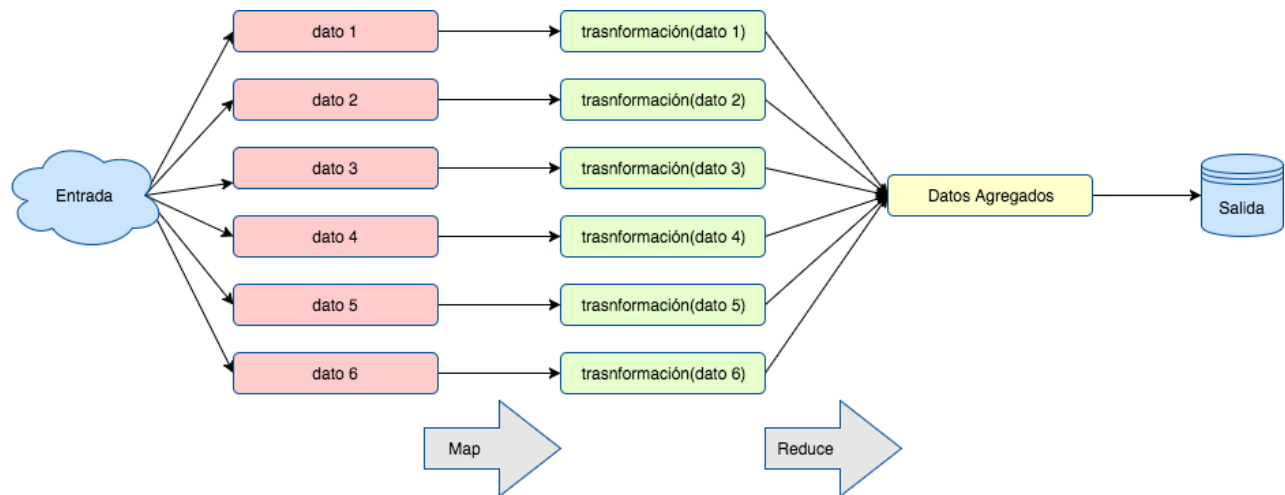 dato 1
trasnformación(dato 1)
dato 2
trasnformación(dato 2)
dato 3
trasnformación(dato 3)
Entrada
Datos Agregados
Salida
dato 4
trasnformación(dato 4)
dato 5
trasnformación(dato 5)
dato 6
trasnformación(dato 6)
Map
Reduce